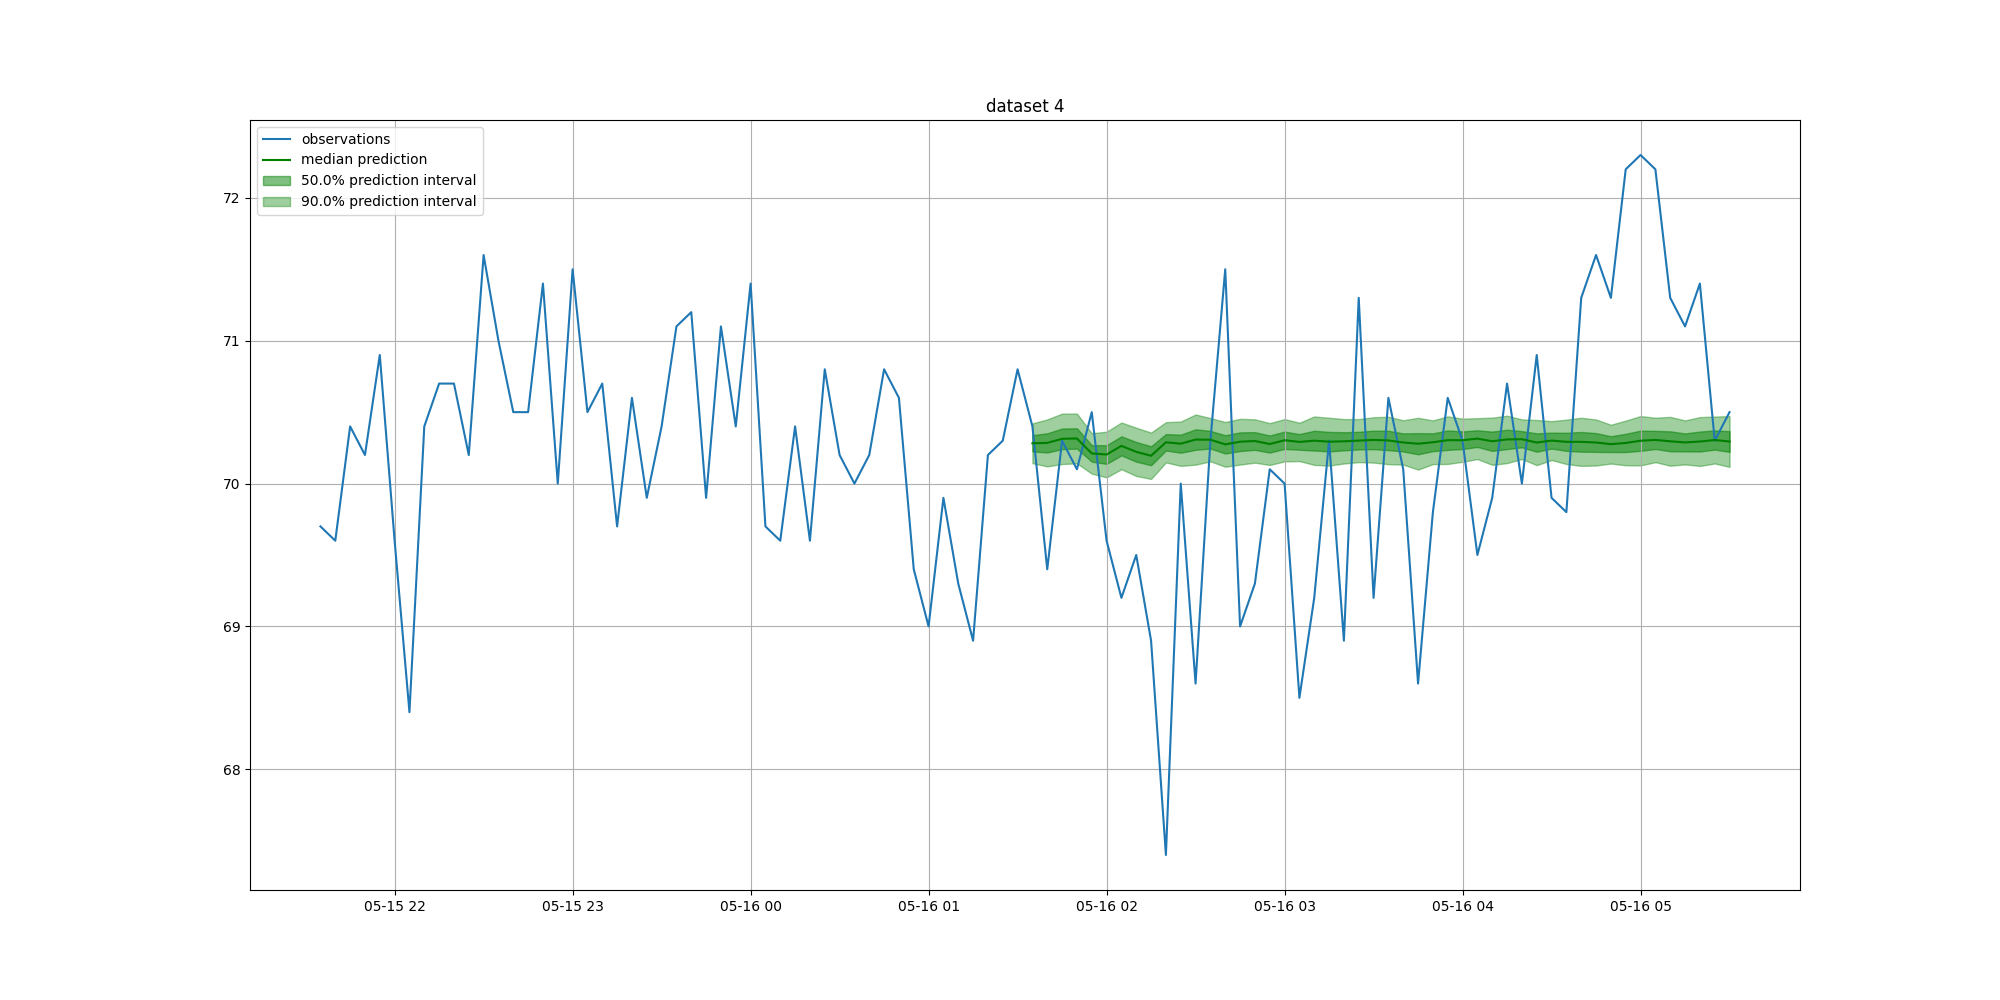 dataset 4
observations
median prediction
50.0% prediction interval
90.0% prediction interval
72
71
70
69
68
05-15 22
05-15 23
05-16 00
05-16 01
05-16 02
05-16 03
05-16 04
05-16 05